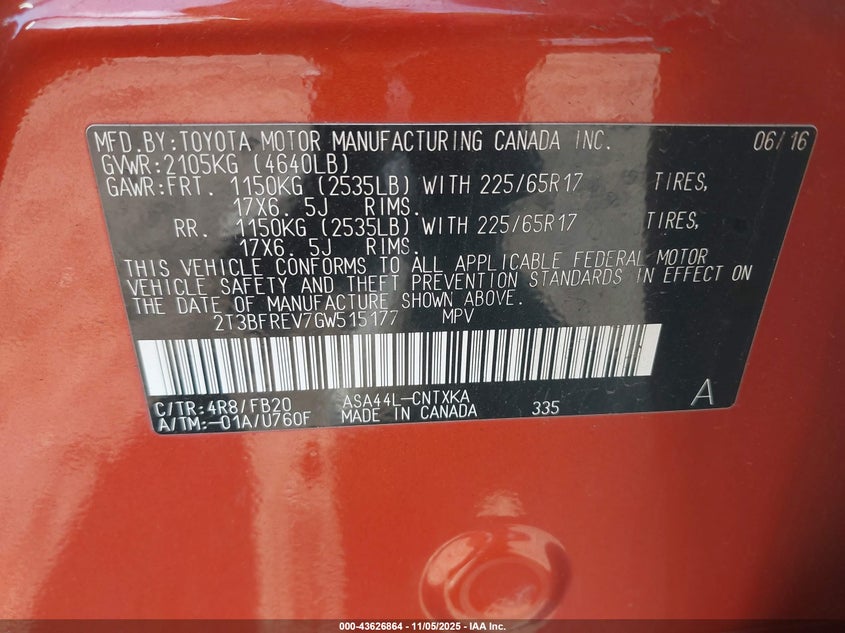 MFD.BY:TOYOTA MOTOR MANUFACTURING CANADA INC. 06/16
GVWR:2105KG (4640LB)
GAWR:FRT. 1150KG (2535LB) WITH 225/65R17 TIRES,
17X6.5J RIMS.
RR. 1150KG (2535LB) WITH 225/65R17 TIRES,
17X6.5J RIMS.
THIS VEHICLE CONFORMS TO ALL APPLICABLE FEDERAL MOTOR
VEHICLE SAFETY AND THEFT PREVENTION STANDARDS IN EFFECT ON
THE DATE OF MANUFACTURE SHOWN ABOVE.
2T3BFREV7GW515177 MPV
C/TR:4R8/FB20 ASA44L-CNTXKA A
A/TM:-01A/U760F MADE IN CANADA 335
000-43626864 - 11/05/2025 - IAA Inc.